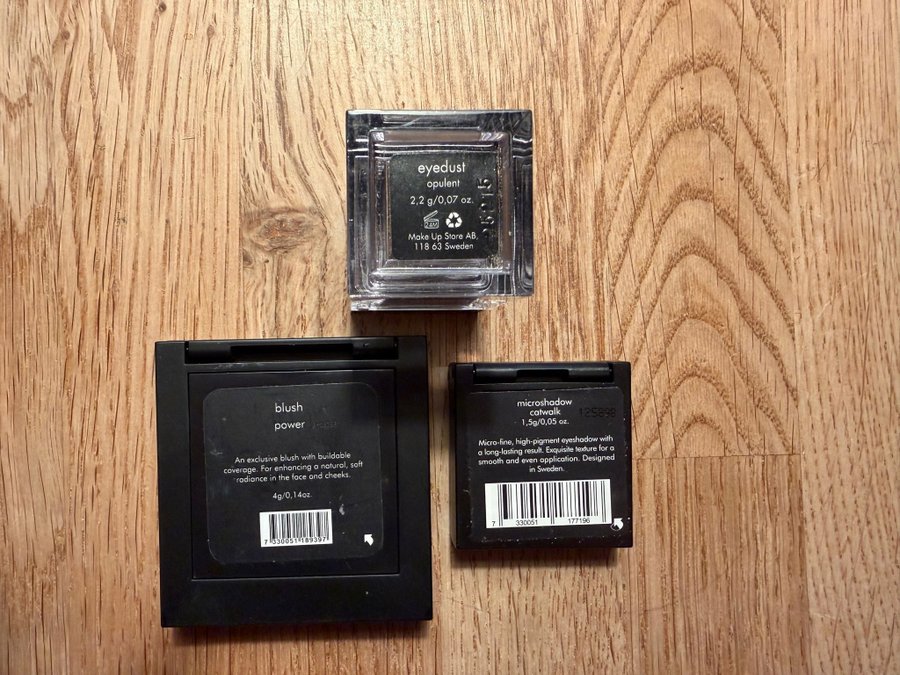 eyedust
opulent
2,2 g/0,07 oz.
Make Up Store AB,
118 63 Sweden
blush
power
An exclusive blush with buildable
coverage. For enhancing a natural, soft
radiance in the face and cheeks.
4g/0,14oz.
7 330051 189397
microshadow
catwalk
1,5g/0,05 oz.
Micro-fine, high-pigment eyeshadow with
a long-lasting result. Exquisite texture for a
smooth and even application. Designed
in Sweden.
7 330051 177196